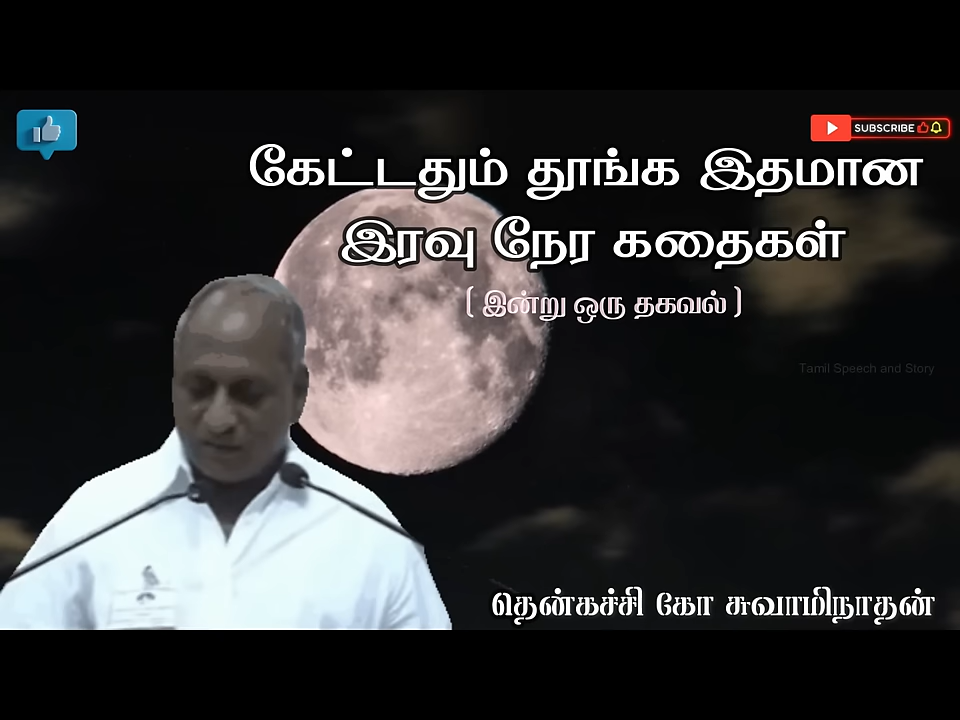 SUBSCRIBE
கேட்டதும் தூங்க இதமான
இரவு நேர கதைகள்
( இன்று ஒரு தகவல் )
Tamil Speech and Story
தென்கச்சி கோ சுவாமிநாதன்